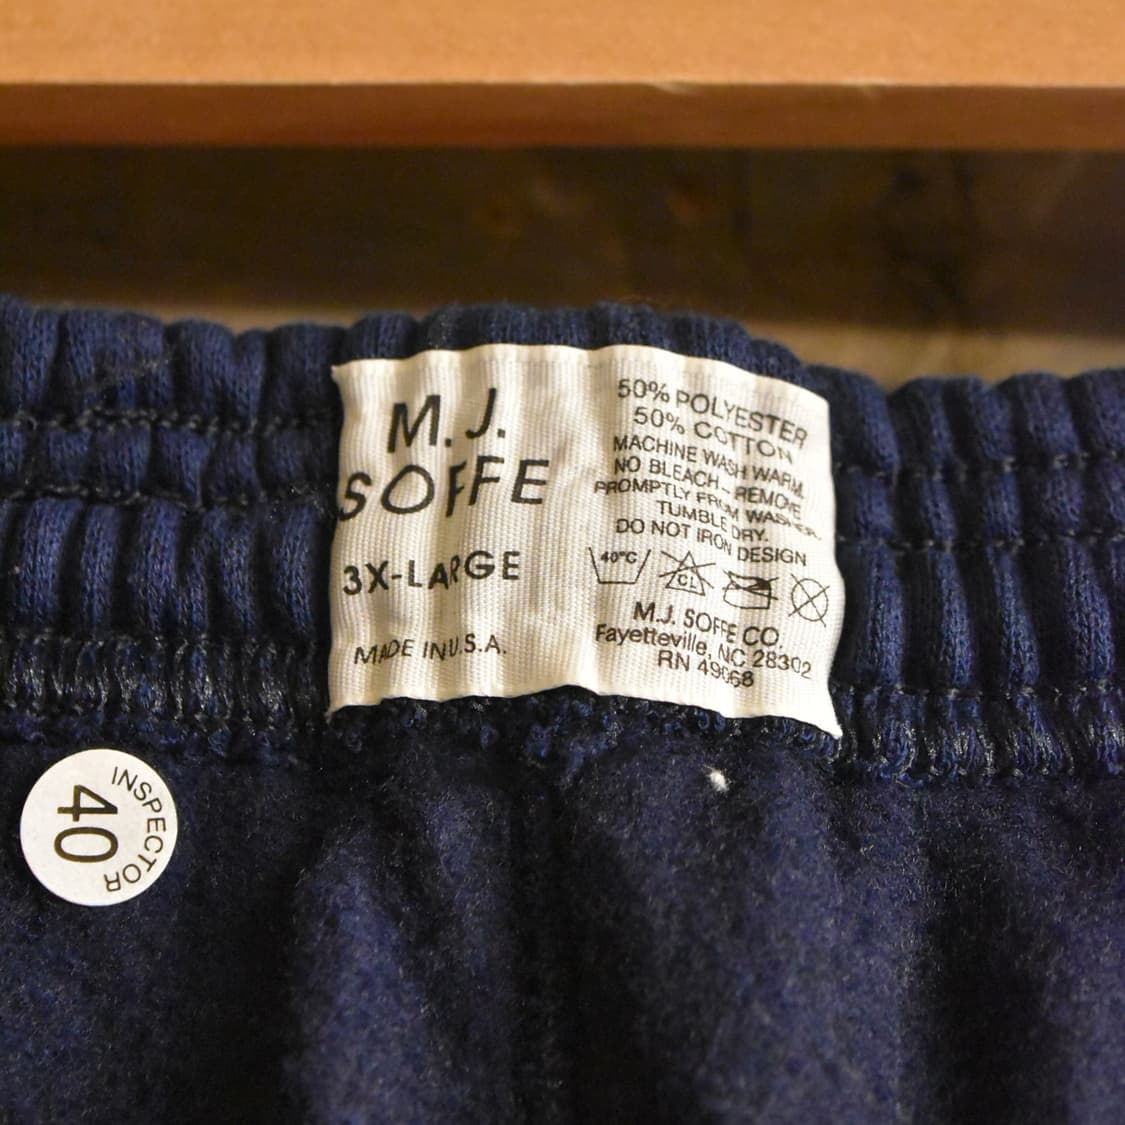 M.J.
SOFFE
3X-LARGE
MADE IN U.S.A.
50% POLYESTER
50% COTTON
MACHINE WASH WARM.
NO BLEACH - REMOVE
PROMPTLY FROM WASHER.
TUMBLE DRY.
DO NOT IRON DESIGN
40°C
CL
M.J. SOFFE CO.
Fayetteville, NC 28302
RN 49068
INSPECTOR
40